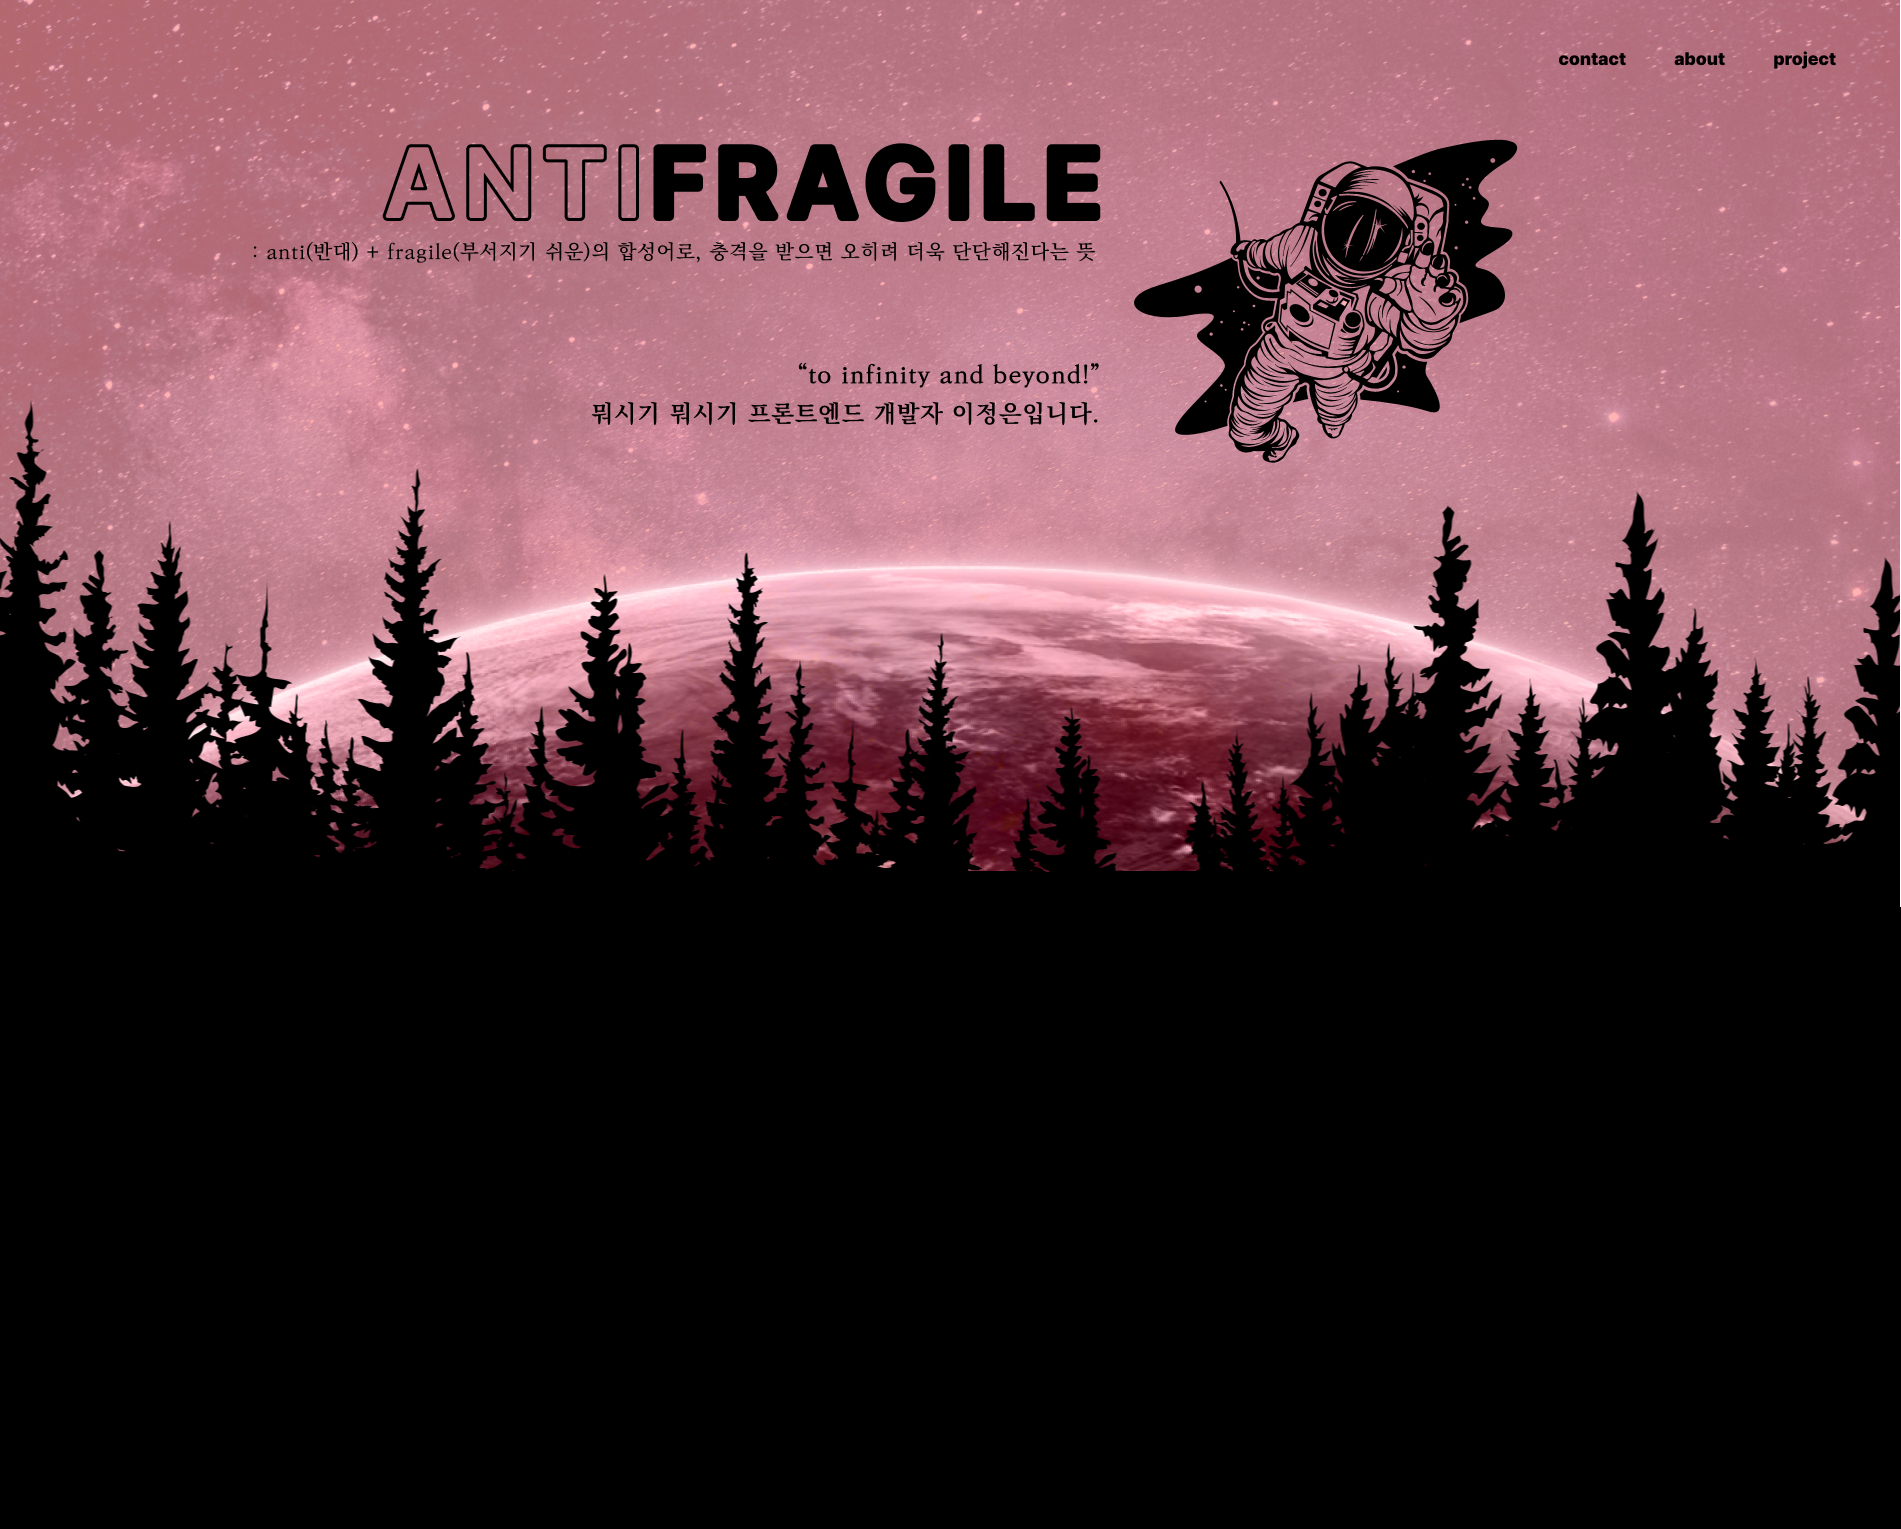 contact about project
ANTIFRAGILE
: anti(반대) + fragile(부서지기 쉬운)의 합성어로, 충격을 받으면 오히려 더욱 단단해진다는 뜻
“to infinity and beyond!”
뭐시기 뭐시기 프론트엔드 개발자 이정은입니다.